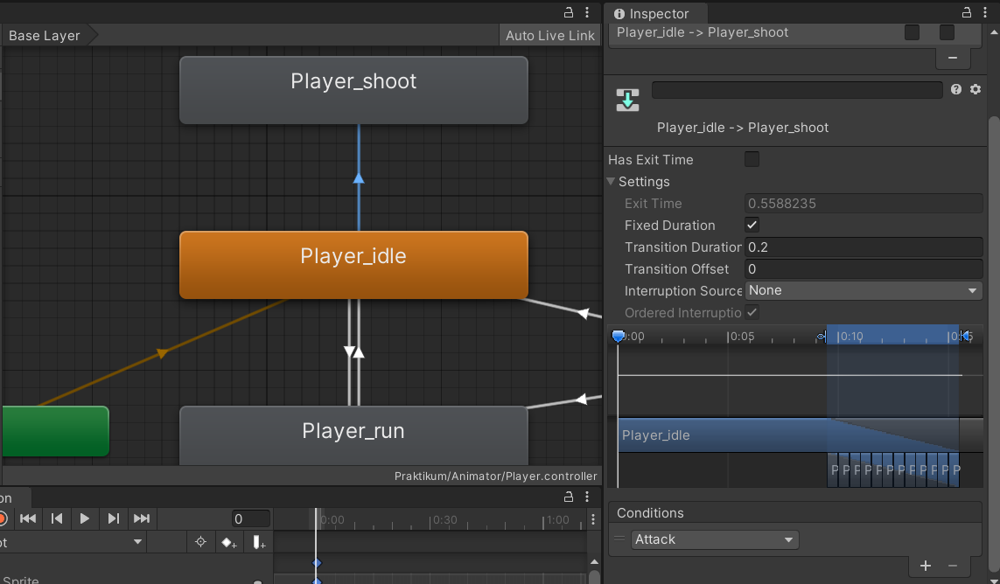 Inspector
Base Layer
Auto Live Link
Player_idle -> Player_shoot
Player_shoot
Player_idle -> Player_shoot
Has Exit Time
Settings
Exit Time
0.5588235
Fixed Duration
Transition Duration
0.2
Transition Offset
0
Interruption Source
None
Ordered Interruptio
Player_idle
Player_run
0:00
0:05
0:10
Player_idle
P P P P P P P P P P P P
Praktikum/Animator/Player.controller
Conditions
Attack
on
0
0:00
0:30
1:00
ot
Sprite